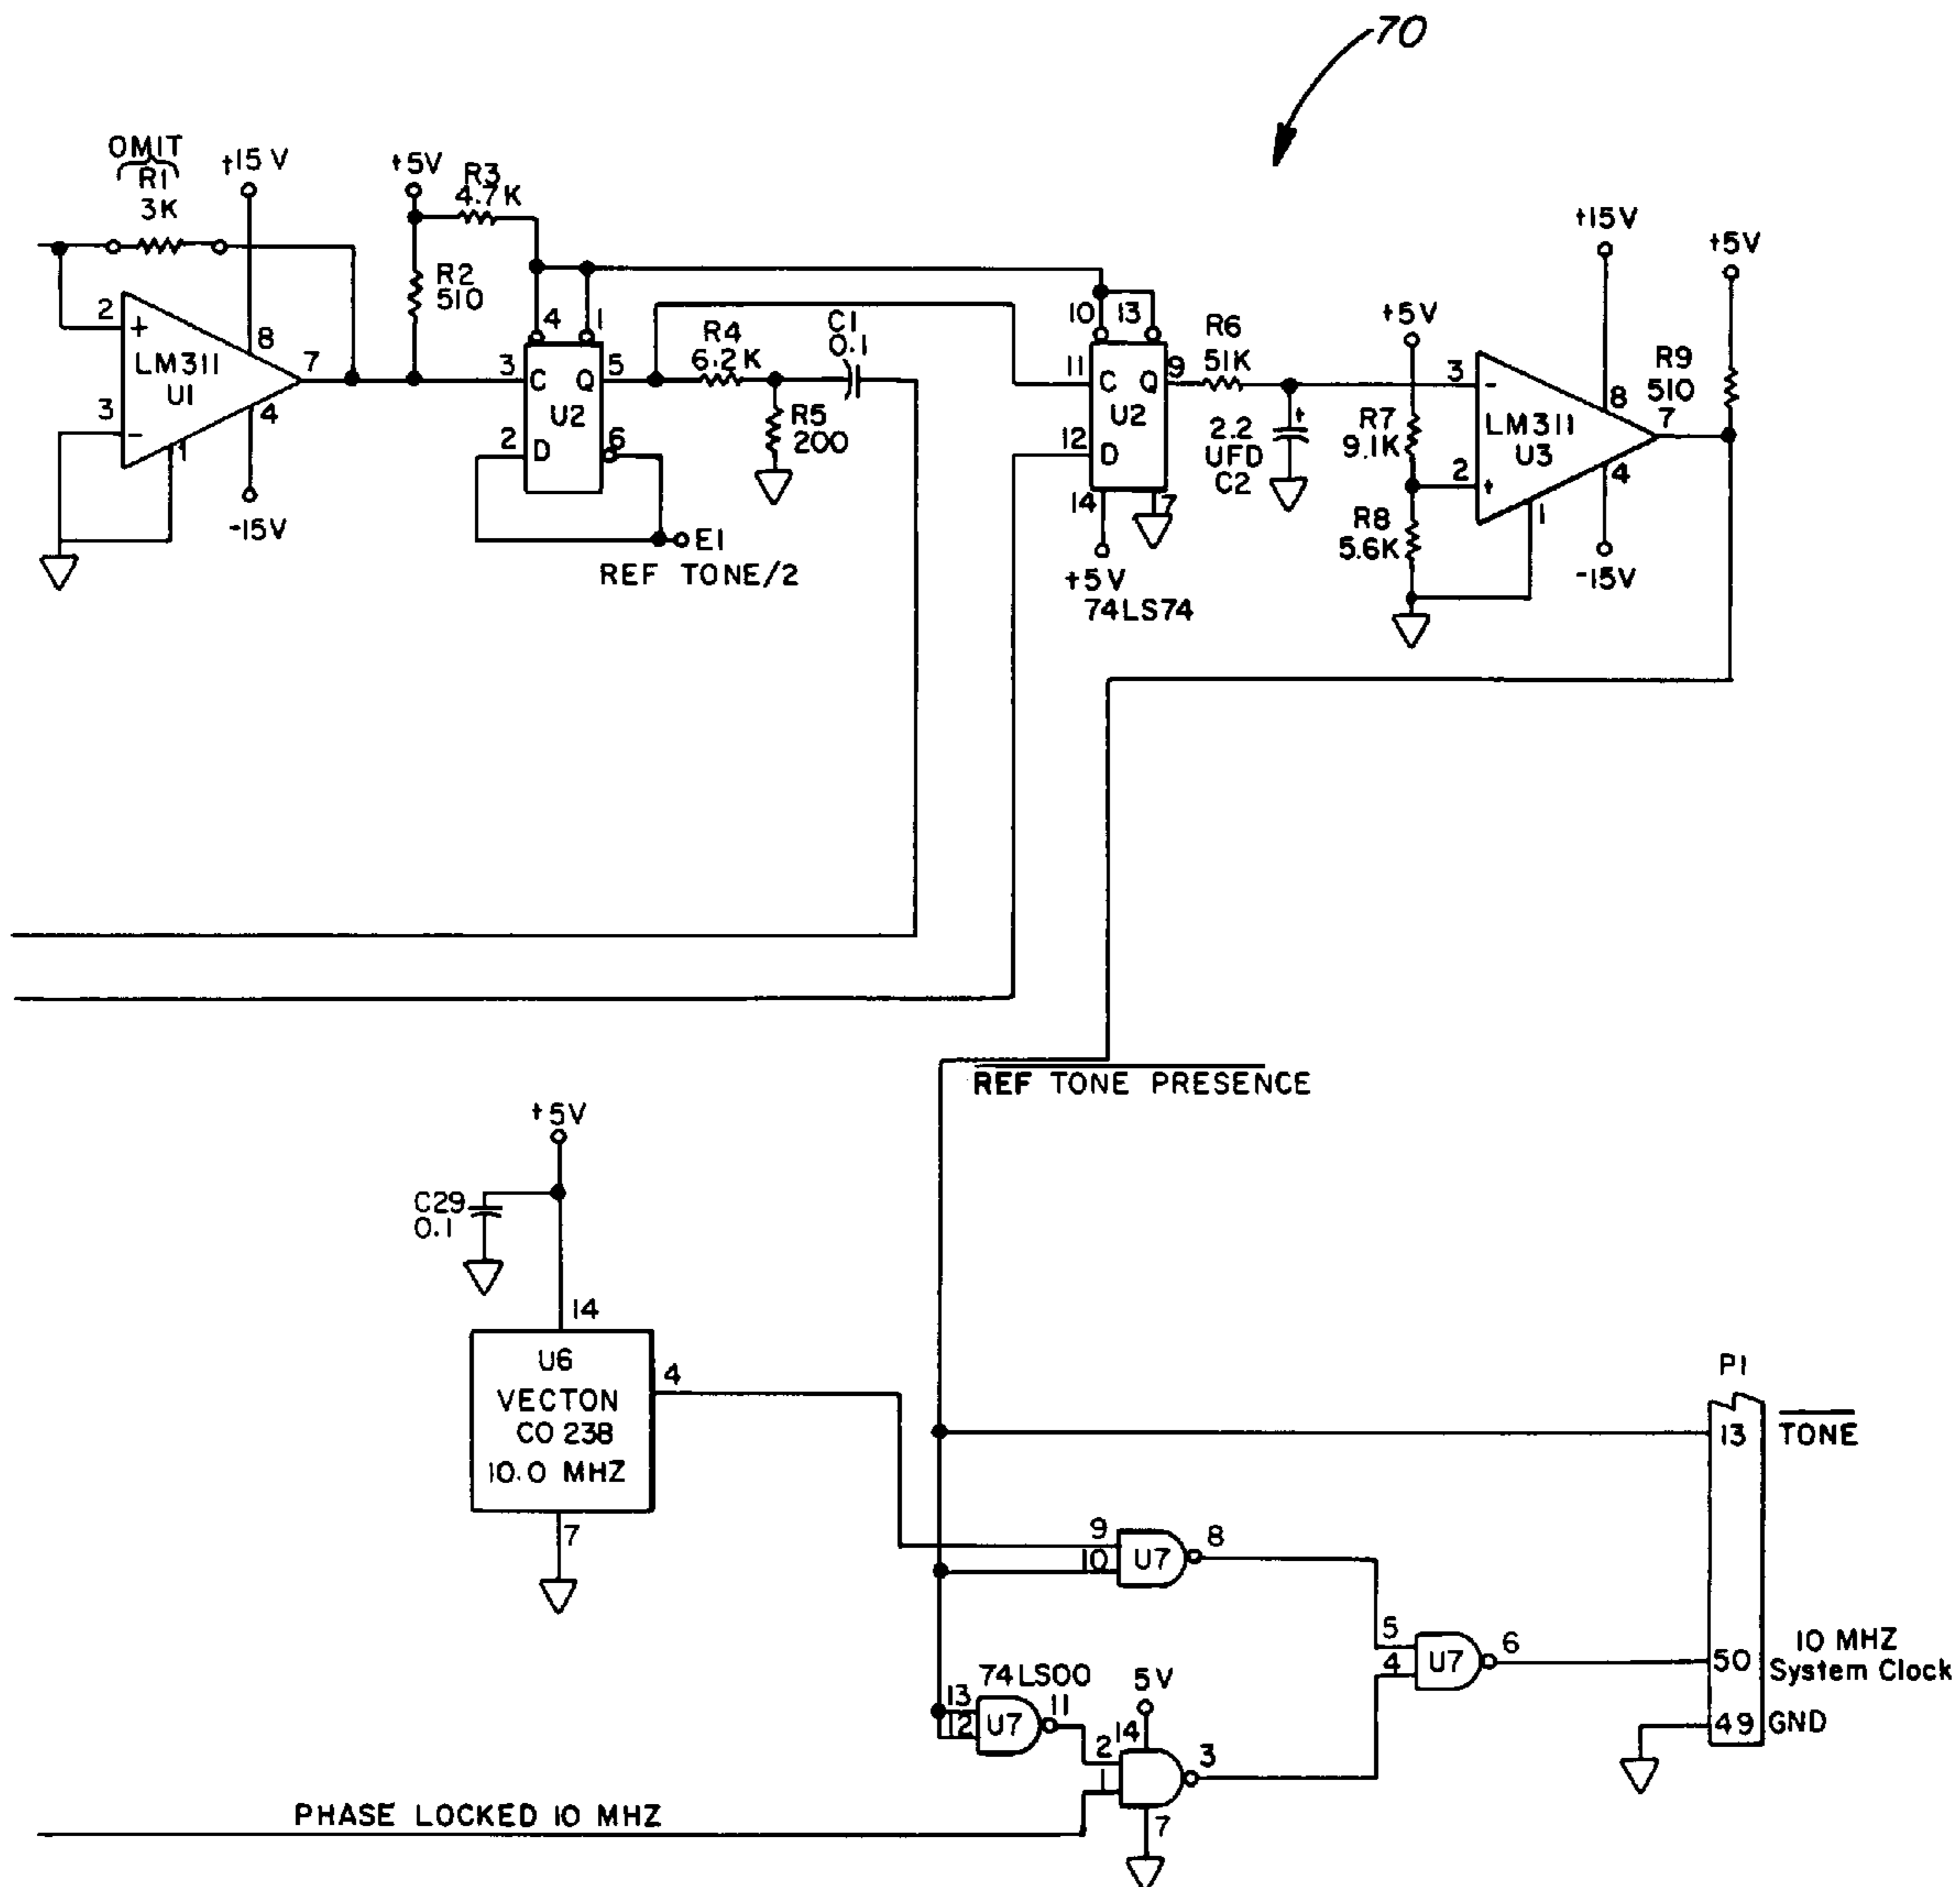 70
OMIT
R1
3K
+15V
+5V
R3
4.7K
R2
510
2
+
LM311
U1
8
7
3
-
1
4
-15V
4
1
3
C
Q
5
U2
2
D
6
E1
REF TONE/2
R4
6.2K
C1
0.1
R5
200
10
13
11
C
Q
9
U2
12
D
14
7
+5V
74LS74
R6
51K
2.2
UFD
C2
+
+5V
R7
9.1K
R8
5.6K
3
-
LM311
U3
2
+
1
+15V
8
7
4
-15V
+5V
R9
510
REF TONE PRESENCE
+5V
C29
0.1
14
U6
VECTON
CO 238
10.0 MHZ
4
7
P1
13
TONE
9
10
U7
8
5
4
U7
6
50
10 MHZ
System Clock
49
GND
74LS00
13
12
U7
11
5V
14
2
1
3
7
PHASE LOCKED 10 MHZ